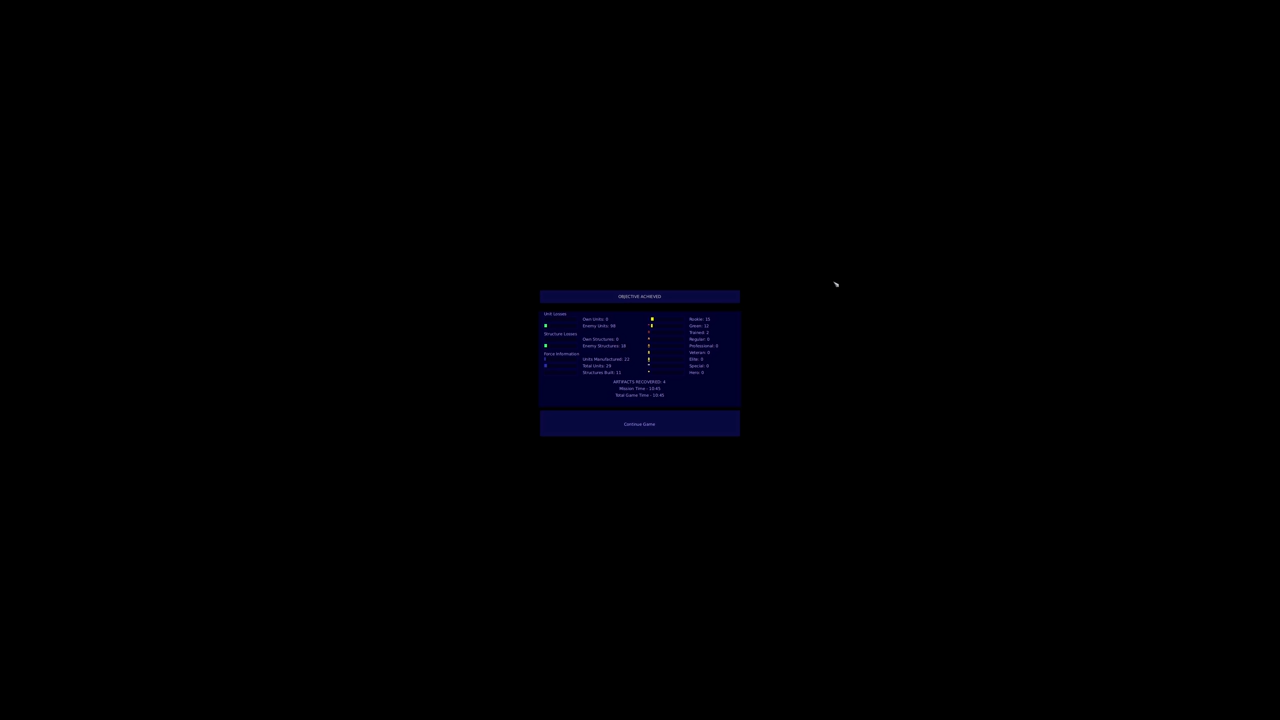 OBJECTIVE ACHIEVED
Unit Losses
Own Units: 0
Enemy Units: 88
Structure Losses
Own Structures: 0
Enemy Structures: 18
Force Information
Units Manufactured: 21
Total Units: 29
Structures Built: 11
Rookie: 15
Green: 12
Trained: 2
Regular: 0
Professional: 0
Veteran: 0
Elite: 0
Special: 0
Hero: 0
ARTIFACTS RECOVERED: 4
Mission Time - 10:45
Total Game Time - 10:41
Continue Game